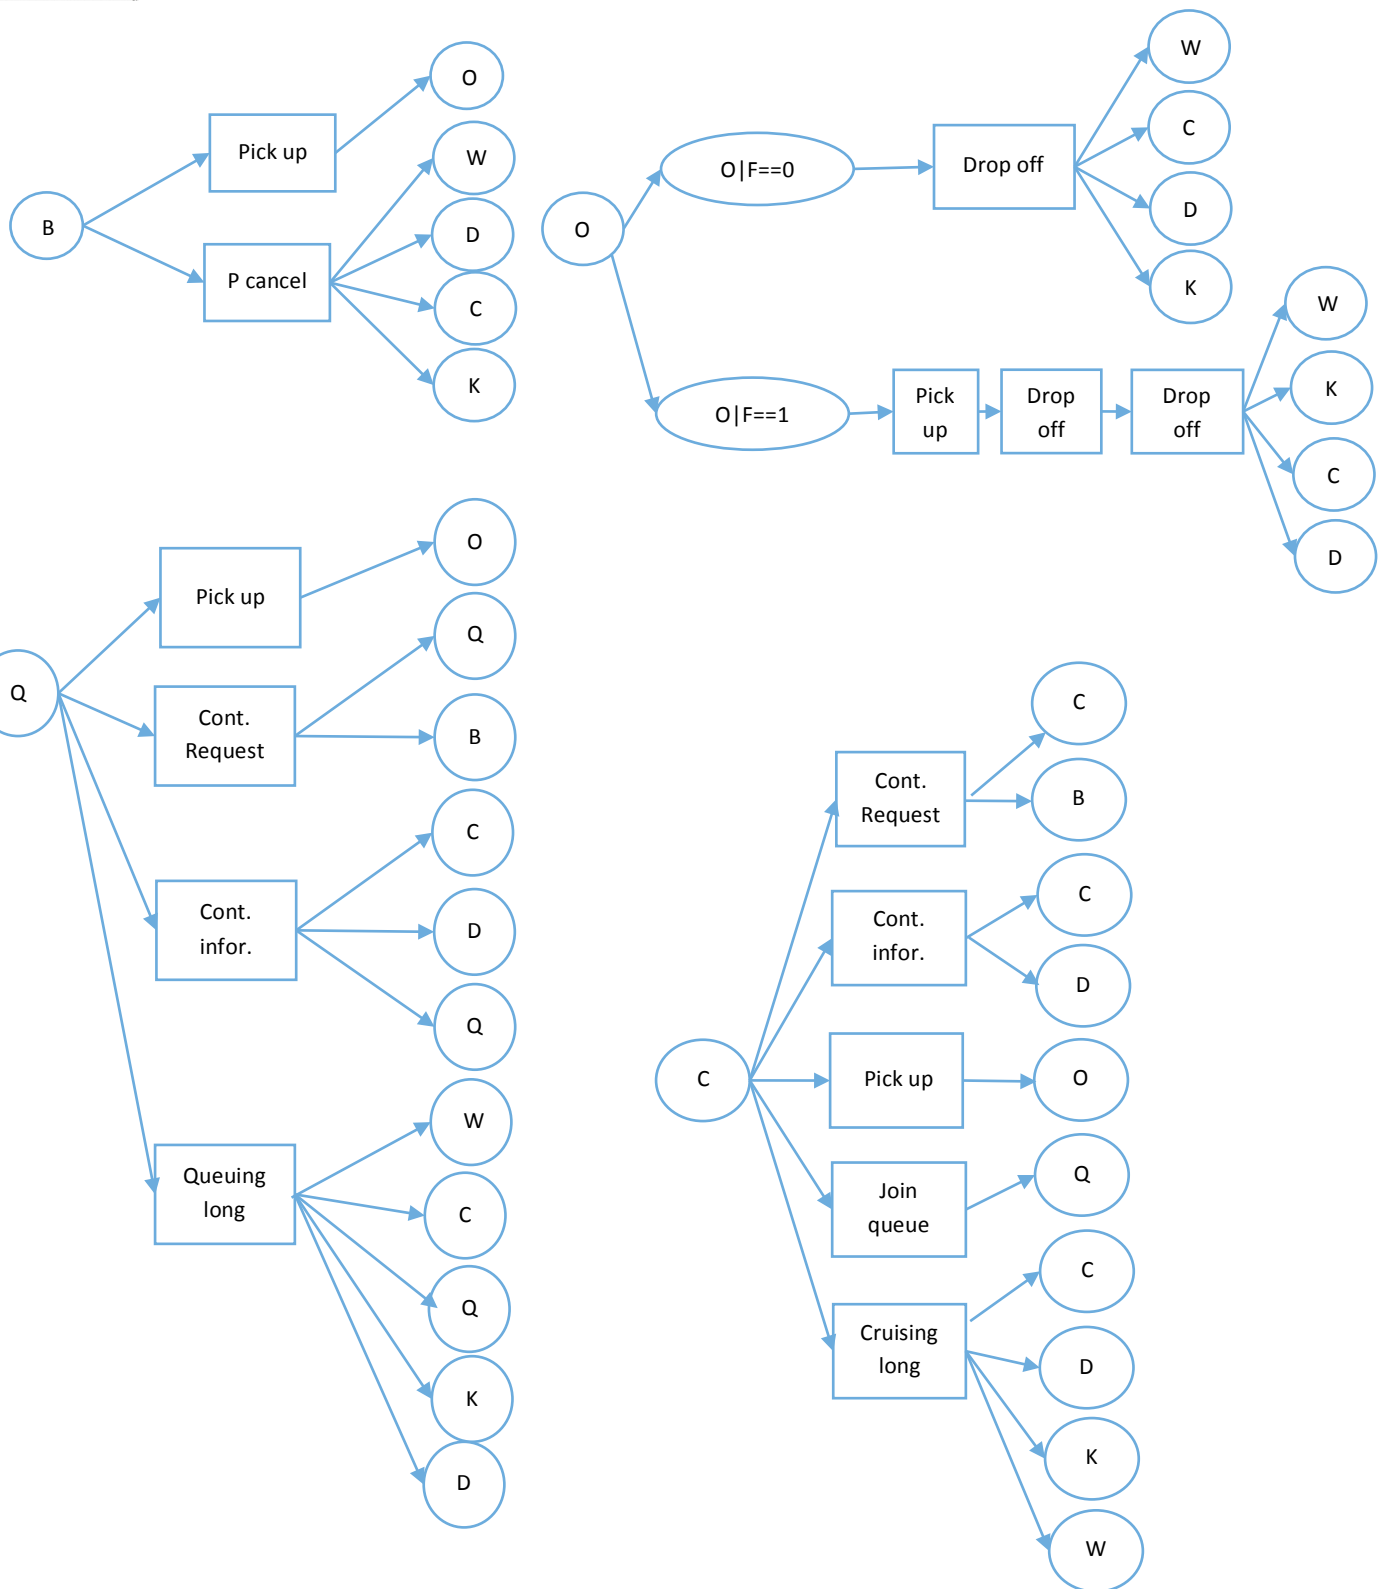 B
Pick up
P cancel
O
W
D
C
K
O
O|F==0
Drop off
W
C
D
K
O|F==1
Pick
up
Drop
off
Drop
off
W
K
C
D
Q
Pick up
O
Cont.
Request
Q
B
Cont.
infor.
C
D
Q
Queuing
long
W
C
Q
K
D
C
Cont.
Request
C
B
Cont.
infor.
C
D
Pick up
O
Join
queue
Q
Cruising
long
C
D
K
W